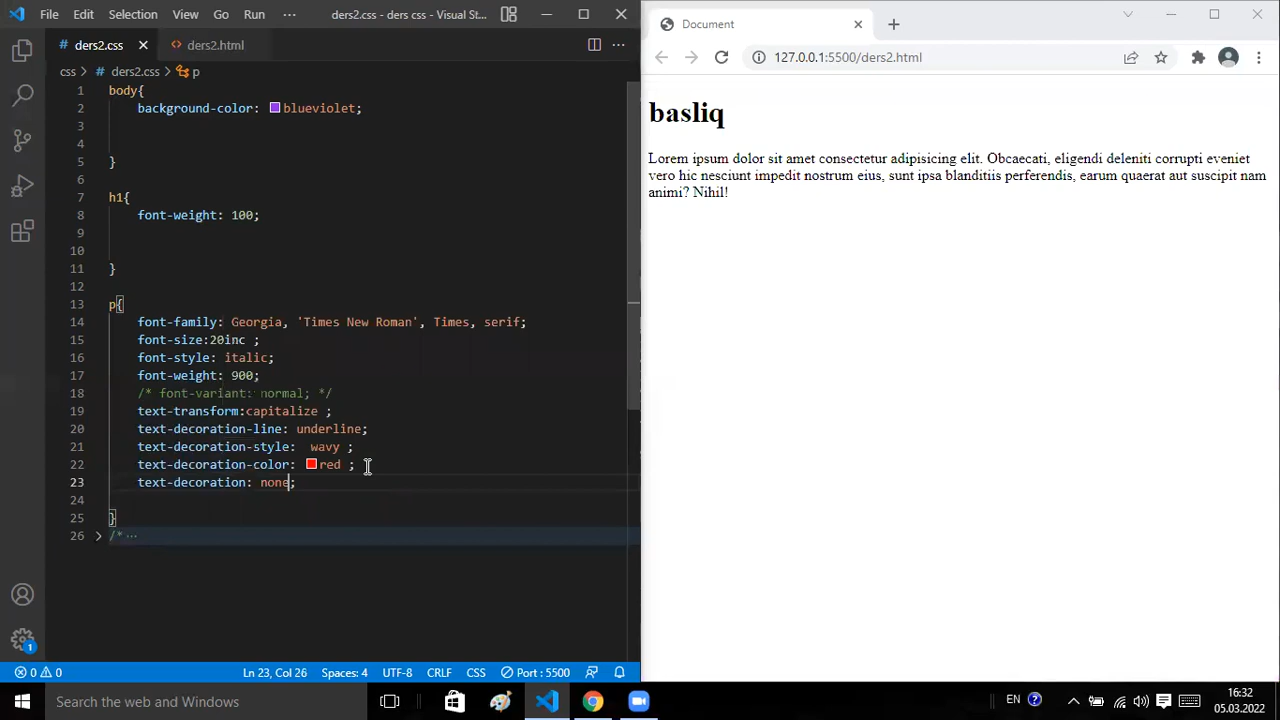 File Edit Selection View Go Run ··· ders2.css - ders css - Visual St...
ders2.css ders2.html ···
css > # ders2.css > p
1 body{
2 background-color: blueviolet;
3
4
5 }
6
7 h1{
8 font-weight: 100;
9
10
11 }
12
13 p{
14 font-family: Georgia, 'Times New Roman', Times, serif;
15 font-size:20inc ;
16 font-style: italic;
17 font-weight: 900;
18 /* font-variant: normal; */
19 text-transform:capitalize ;
20 text-decoration-line: underline;
21 text-decoration-style:  wavy ;
22 text-decoration-color: red ;
23 text-decoration: none;
24
25 }
26 /*···
1
0 0 Ln 23, Col 26 Spaces: 4 UTF-8 CRLF CSS Port : 5500
Document
127.0.0.1:5500/ders2.html
basliq
Lorem ipsum dolor sit amet consectetur adipisicing elit. Obcaecati, eligendi deleniti corrupti eveniet
vero hic nesciunt impedit nostrum eius, sunt ipsa blanditiis perferendis, earum quaerat aut suscipit nam
animi? Nihil!
Search the web and Windows
EN 16:32
05.03.2022